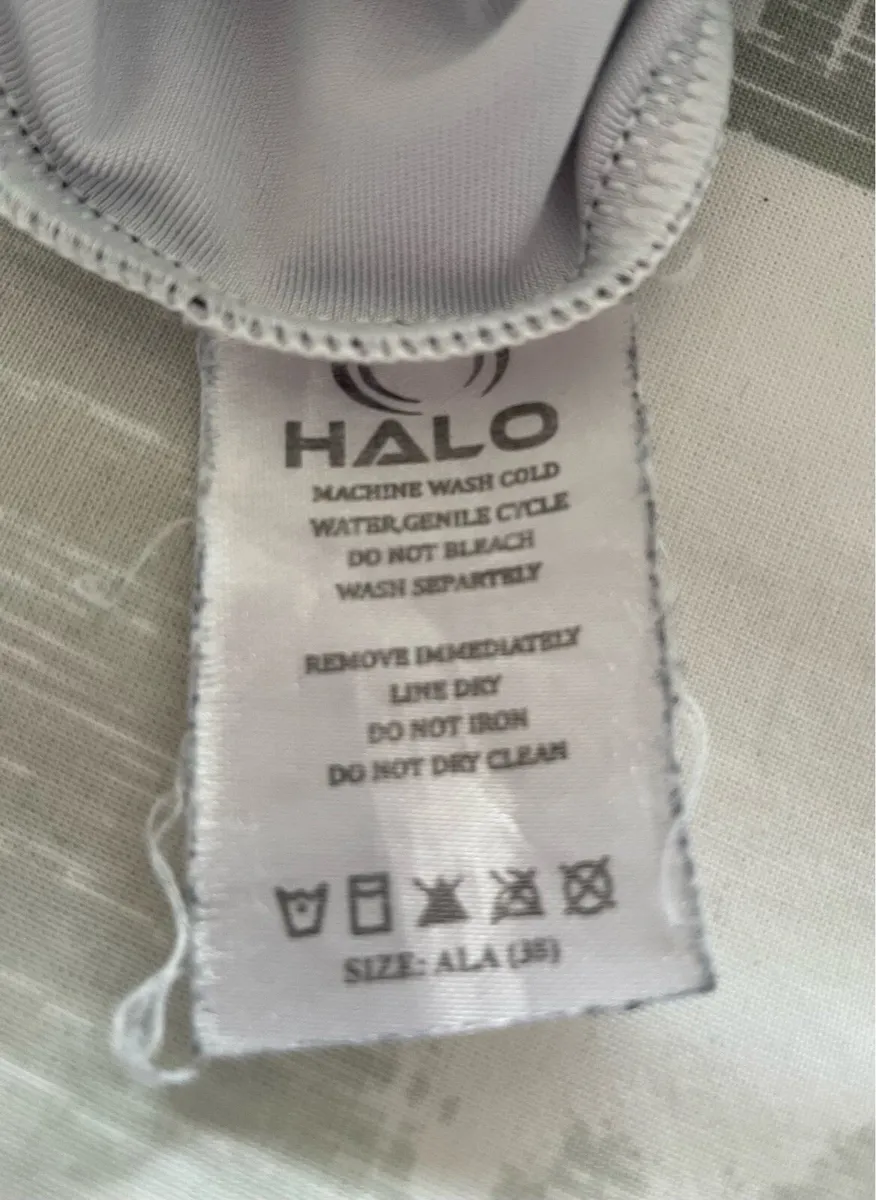 HALO
MACHINE WASH COLD
WATER,GENILE CYCLE
DO NOT BLEACH
WASH SEPARTELY
REMOVE IMMEDIATELY
LINE DRY
DO NOT IRON
DO NOT DRY CLEAN
SIZE: ALA (38)